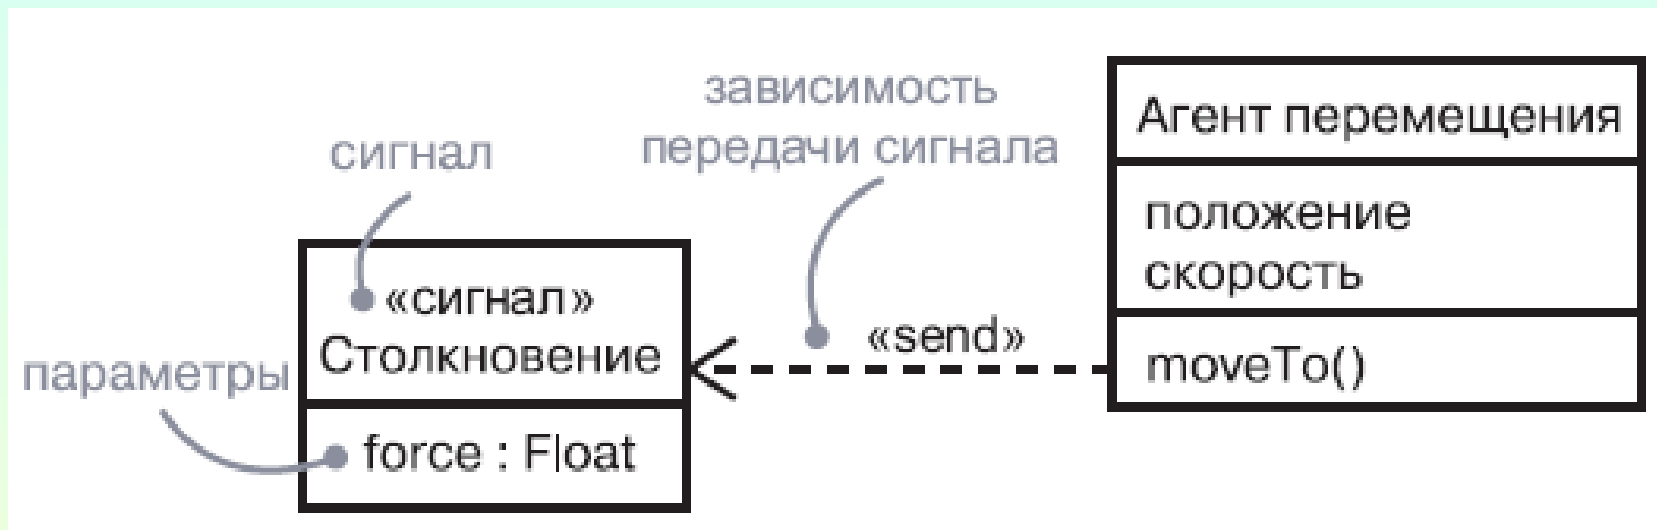 зависимость
передачи сигнала
сигнал
«сигнал»
Столкновение
параметры
force : Float
«send»
Агент перемещения
положение
скорость
moveTo()